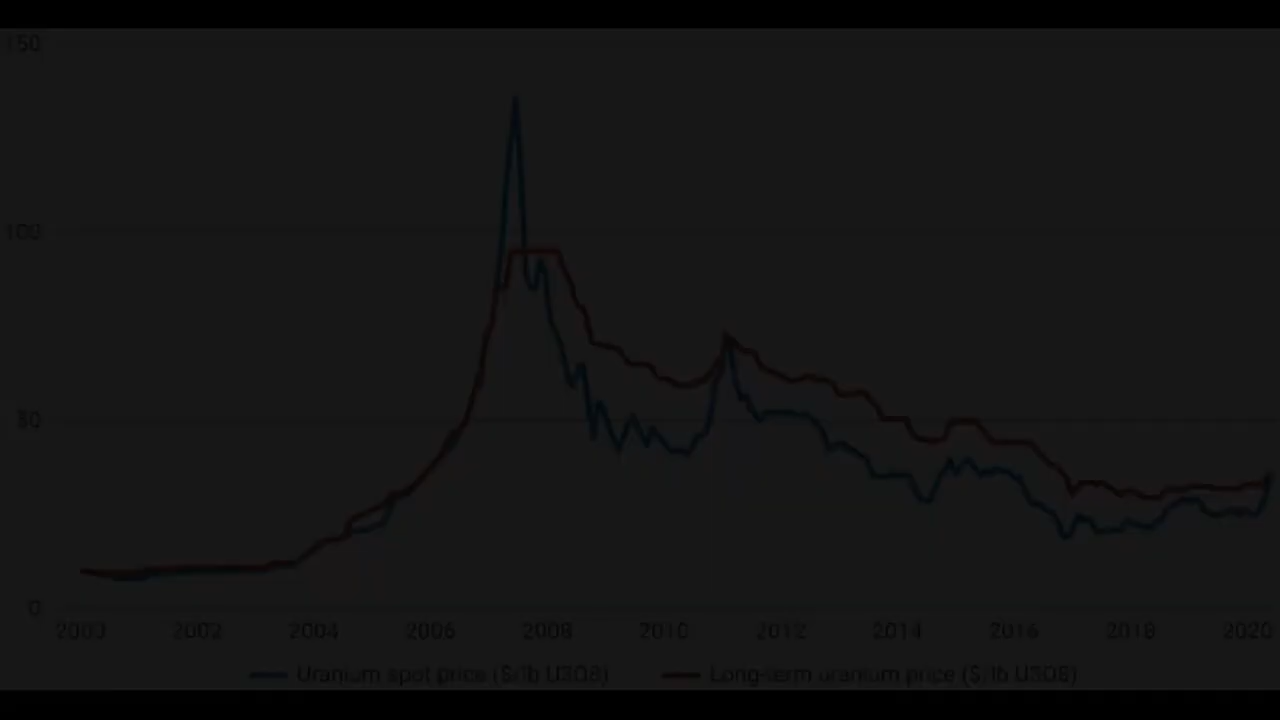 150
100
50
0
2000 2002 2004 2006 2008 2010 2012 2014 2016 2018 2020
Uranium spot price ($/lb U3O8) Long-term uranium price ($/lb U3O8)